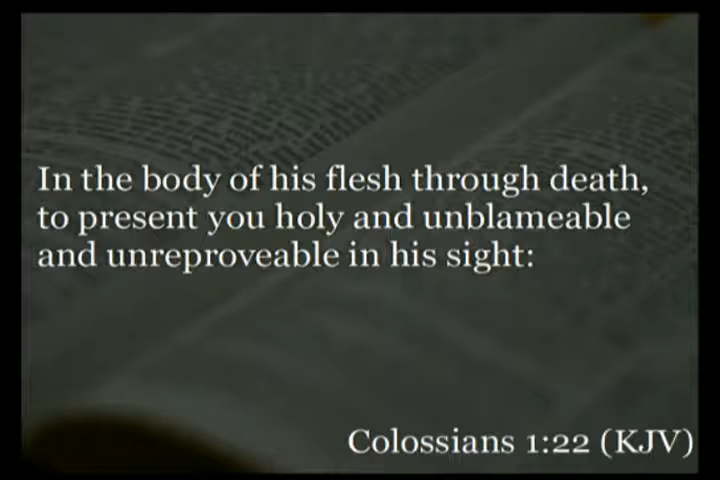 In the body of his flesh through death,
to present you holy and unblameable
and unreproveable in his sight:
Colossians 1:22 (KJV)